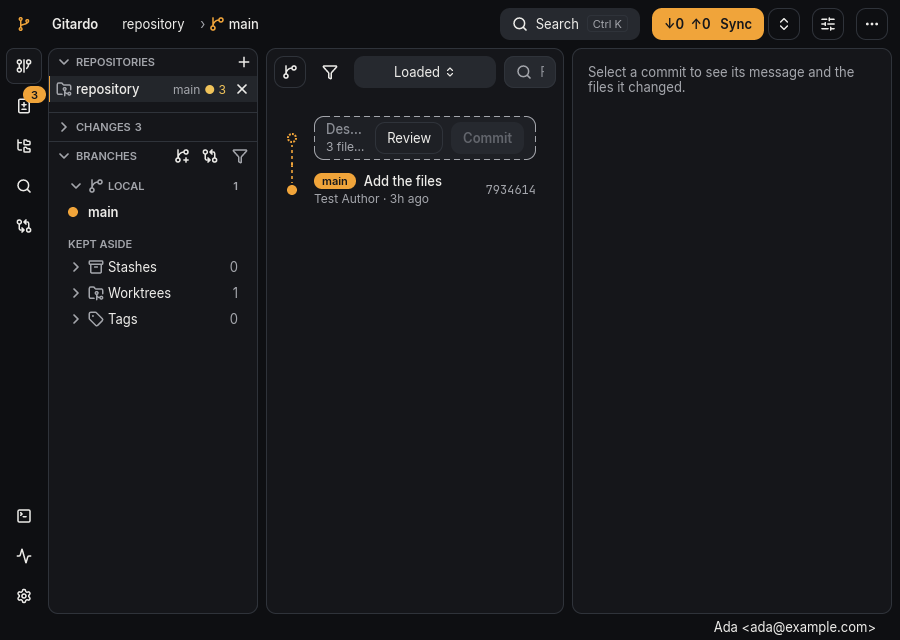 Gitardo
repository
main
Search
Ctrl K
↓0 ↑0 Sync
REPOSITORIES
repository
main
3
3
CHANGES 3
BRANCHES
LOCAL
1
main
KEPT ASIDE
Stashes
0
Worktrees
1
Tags
0
Loaded
Des...
3 file...
Review
Commit
main
Add the files
Test Author · 3h ago
7934614
Select a commit to see its message and the
files it changed.
Ada <ada@example.com>